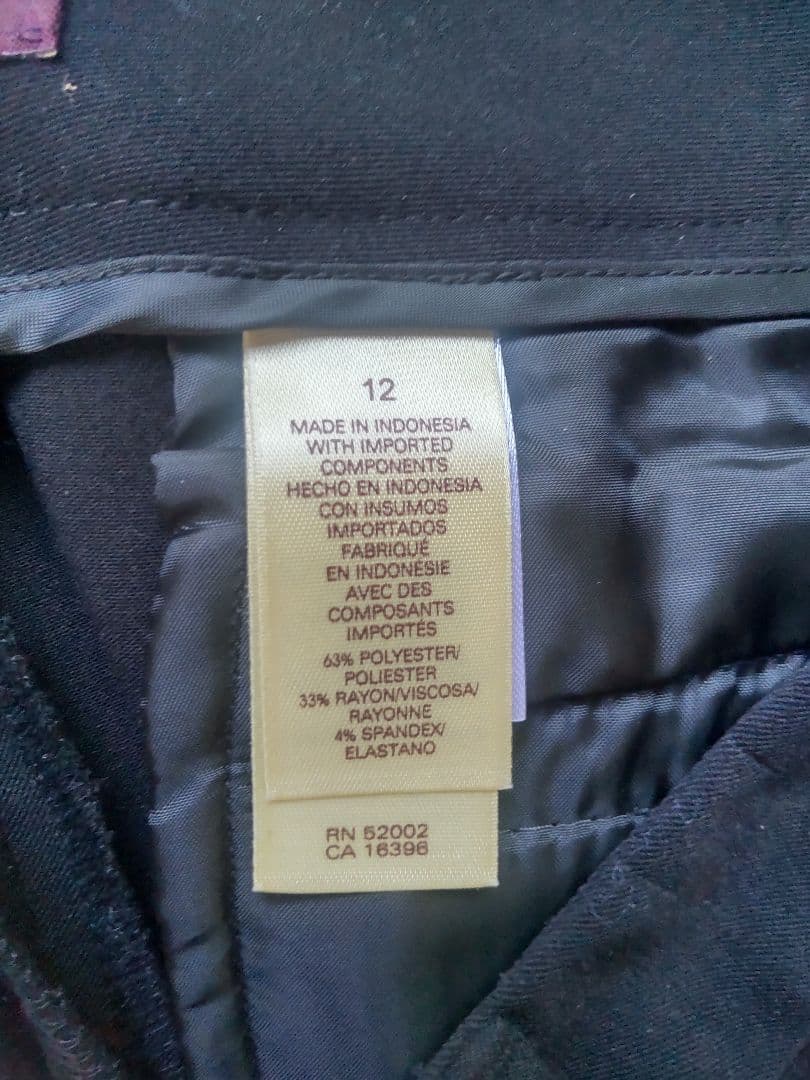 12
MADE IN INDONESIA
WITH IMPORTED
COMPONENTS
HECHO EN INDONESIA
CON INSUMOS
IMPORTADOS
FABRIQUÉ
EN INDONÉSIE
AVEC DES
COMPOSANTS
IMPORTÉS
63% POLYESTER/
POLIESTER
33% RAYON/VISCOSA/
RAYONNE
4% SPANDEX/
ELASTANO
RN 52002
CA 16396